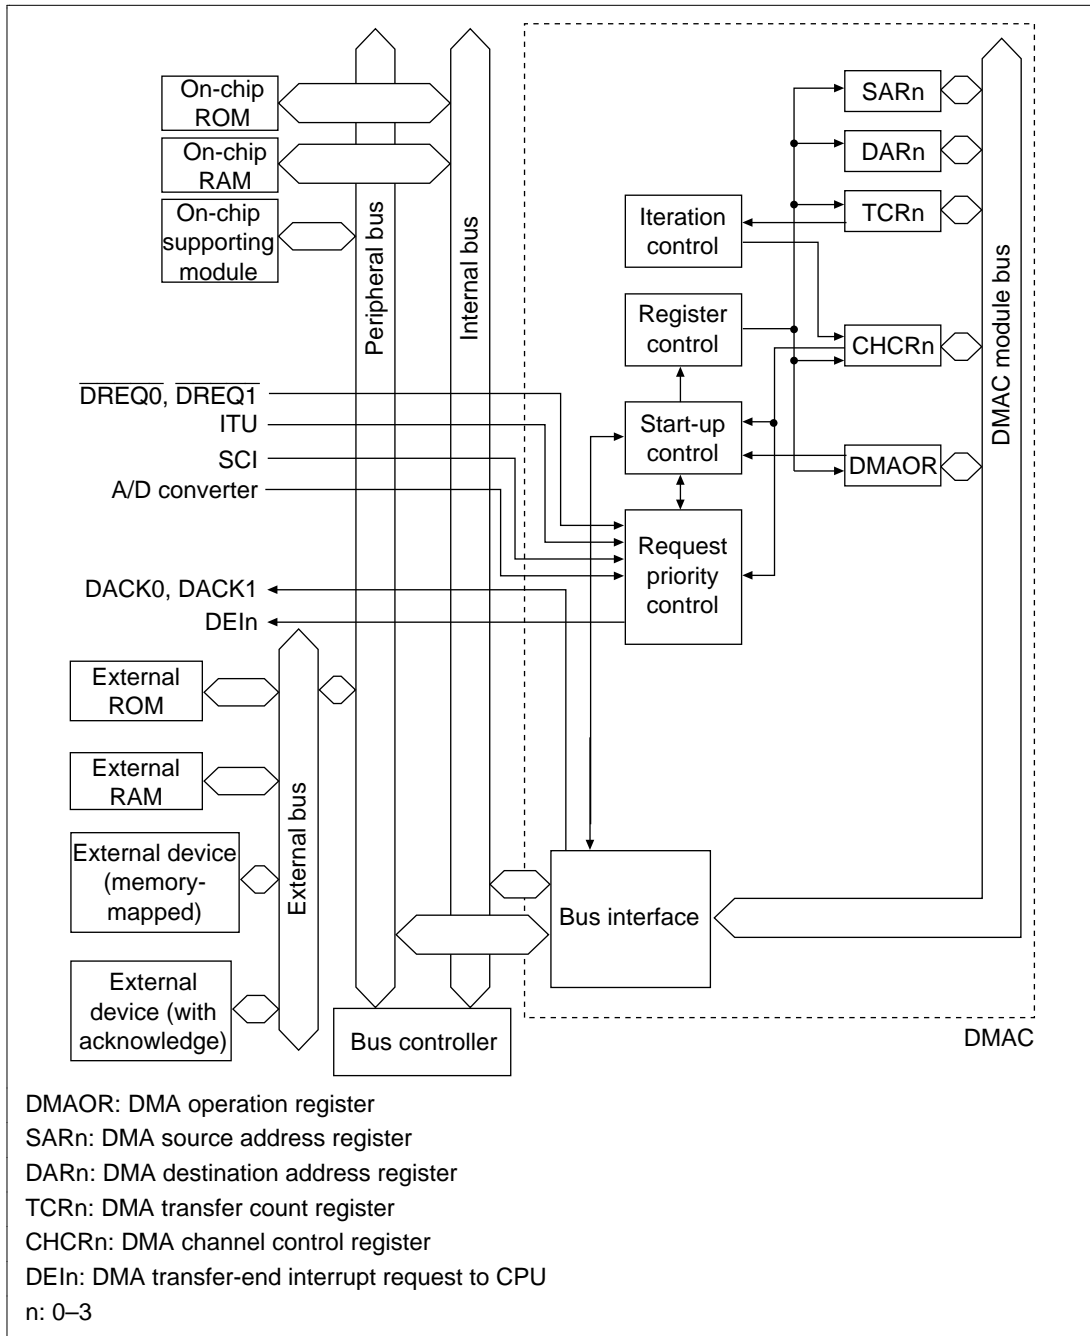 On-chip
ROM
On-chip
RAM
On-chip
supporting
module
Peripheral bus
Internal bus
SARn
DARn
TCRn
Iteration
control
Register
control
CHCRn
DMAC module bus
DREQ0, DREQ1
ITU
SCI
A/D converter
Start-up
control
DMAOR
Request
priority
control
DACK0, DACK1
DEIn
External
ROM
External
RAM
External device
(memory-
mapped)
External
device (with
acknowledge)
External bus
Bus interface
Bus controller
DMAC
DMAOR: DMA operation register
SARn: DMA source address register
DARn: DMA destination address register
TCRn: DMA transfer count register
CHCRn: DMA channel control register
DEIn: DMA transfer-end interrupt request to CPU
n: 0–3